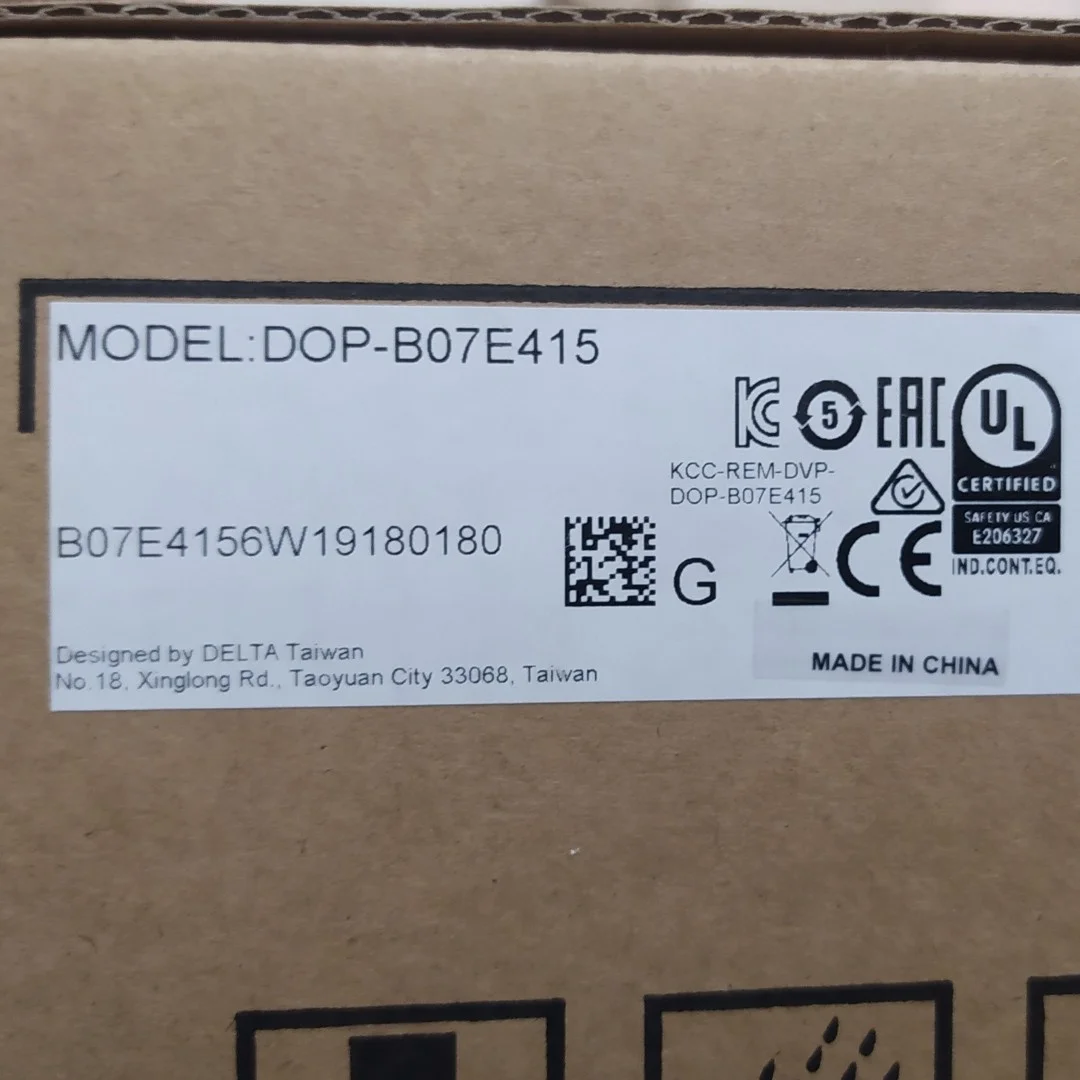 MODEL:DOP-B07E415
5 EAC
UL
CERTIFIED
SAFETY US CA
E206327
IND.CONT.EQ.
KCC-REM-DVP-
DOP-B07E415
B07E4156W19180180
G
CE
Designed by DELTA Taiwan
No.18, Xinglong Rd., Taoyuan City 33068, Taiwan
MADE IN CHINA